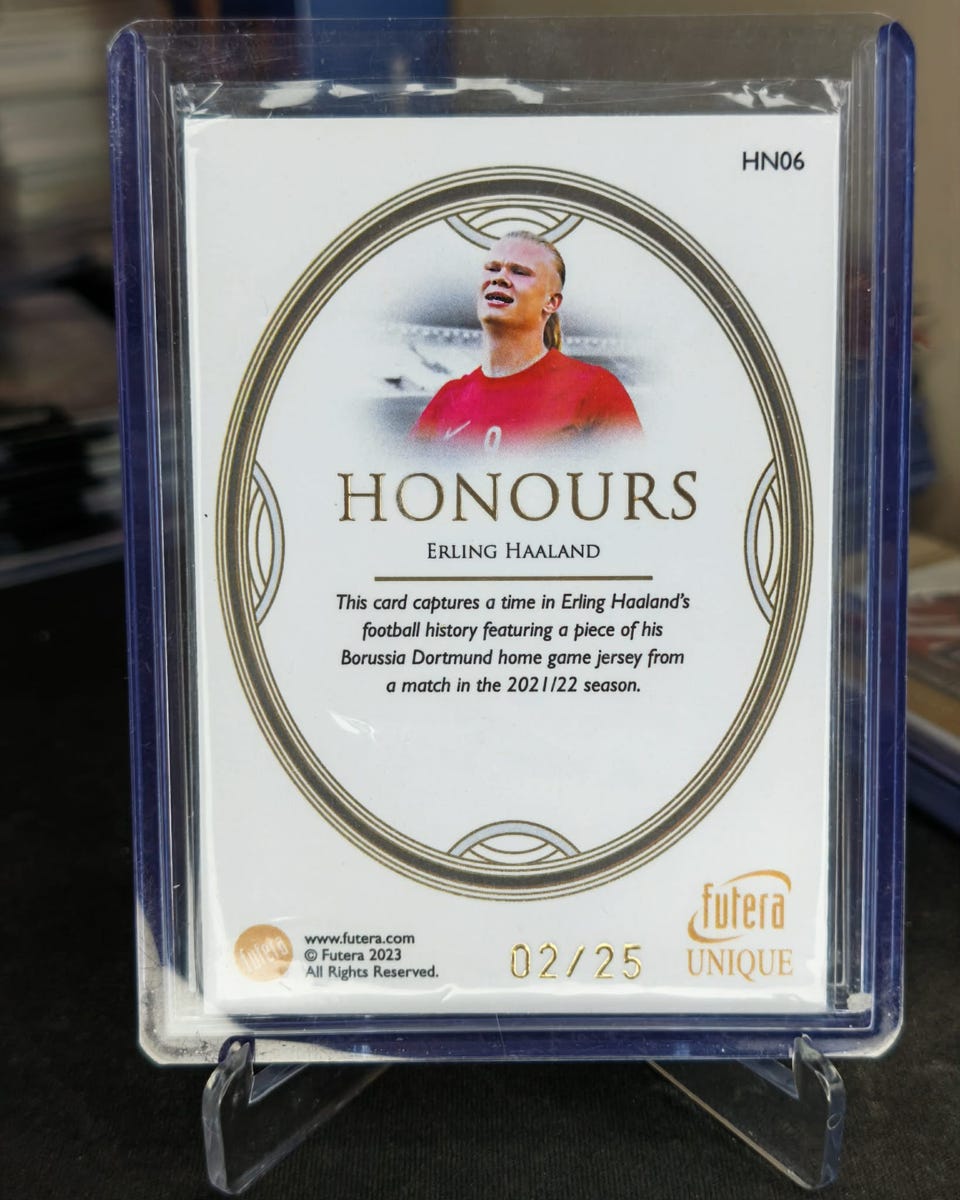 HN06
9
HONOURS
ERLING HAALAND
This card captures a time in Erling Haaland's
football history featuring a piece of his
Borussia Dortmund home game jersey from
a match in the 2021/22 season.
futera
UNIQUE
futera
www.futera.com
© Futera 2023
All Rights Reserved.
02/25